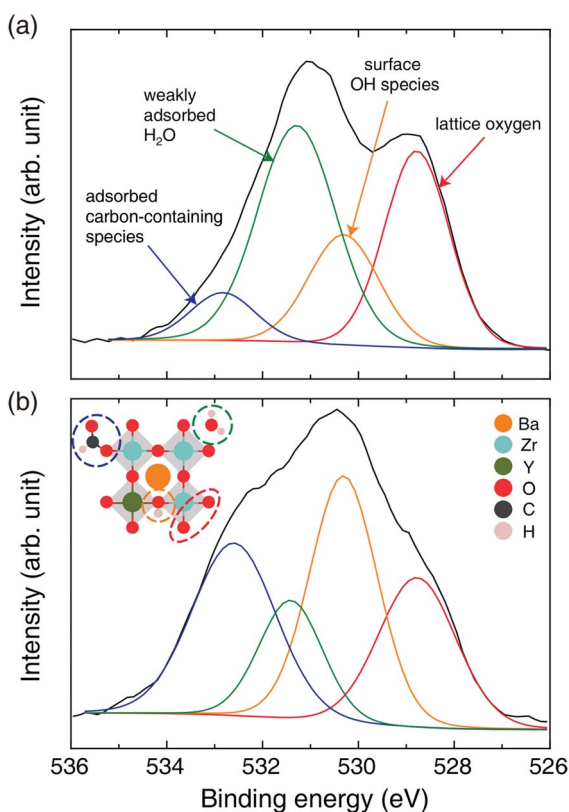 (a)
Intensity (arb. unit)
adsorbed
carbon-containing
species
weakly
adsorbed
H₂O
surface
OH species
lattice oxygen
(b)
Intensity (arb. unit)
Ba
Zr
Y
O
C
H
536 534 532 530 528 526
Binding energy (eV)